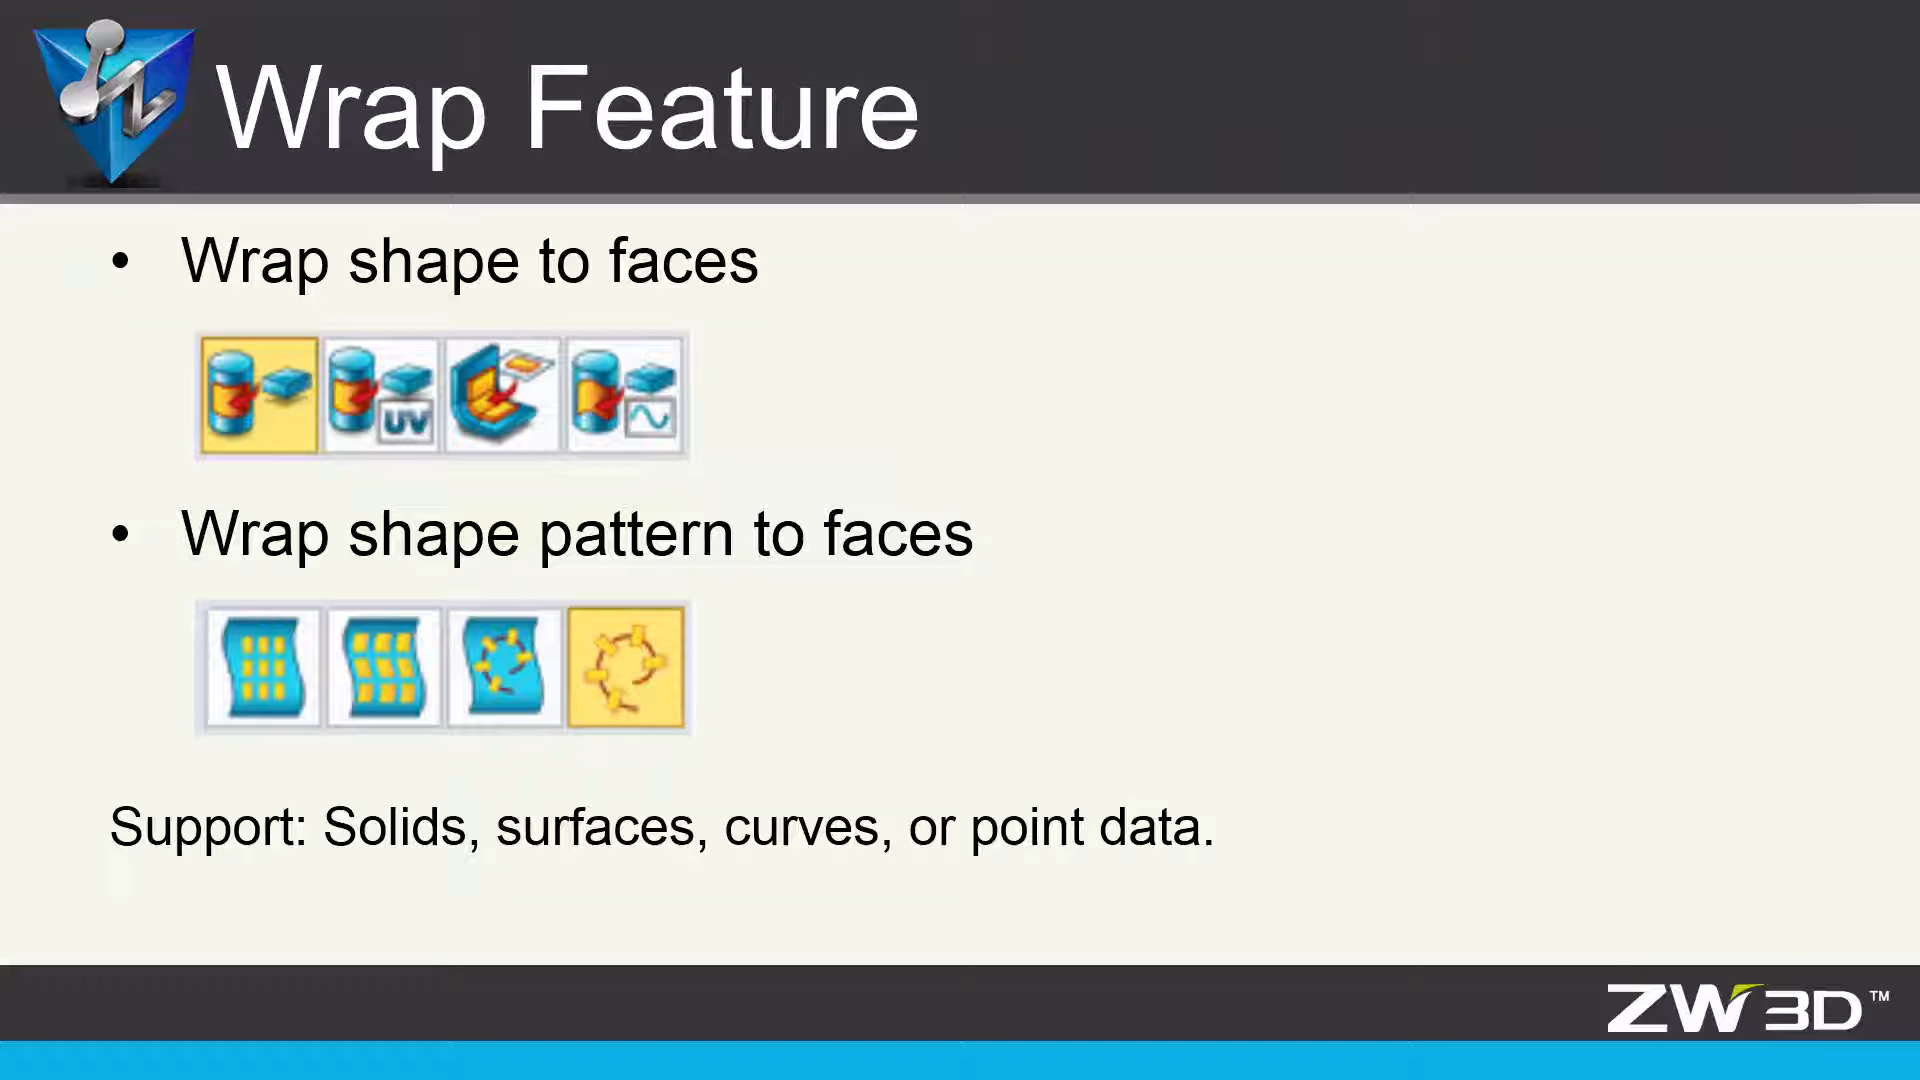 Wrap Feature
• Wrap shape to faces
UV
• Wrap shape pattern to faces
Support: Solids, surfaces, curves, or point data.
ZW3D™